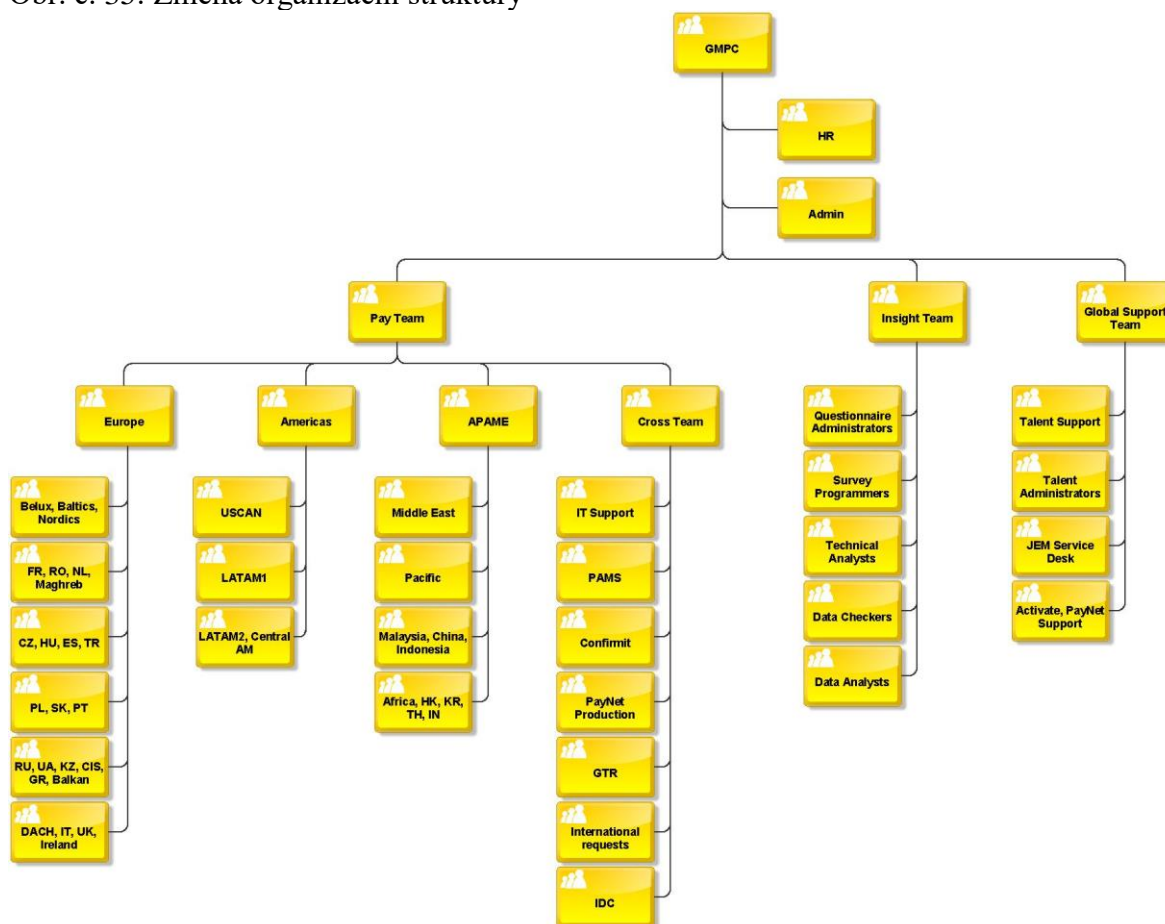 Obr. č. Změna organizační struktury
GMPC
HR
Admin
Pay Team
Insight Team
Global Support
Team
Europe
Americas
APAME
Cross Team
Belux, Baltics,
Nordics
FR, RO, NL,
Maghreb
CZ, HU, ES, TR
PL, SK, PT
RU, UA, KZ, CIS,
GR, Balkan
DACH, IT, UK,
Ireland
USCAN
LATAM1
LATAM2, Central
AM
Middle East
Pacific
Malaysia, China,
Indonesia
Africa, HK, KR,
TH, IN
IT Support
PAMS
Confirmit
PayNet
Production
GTR
International
requests
IDC
Questionnaire
Administrators
Survey
Programmers
Technical
Analysts
Data Checkers
Data Analysts
Talent Support
Talent
Administrators
JEM Service
Desk
Activate, PayNet
Support